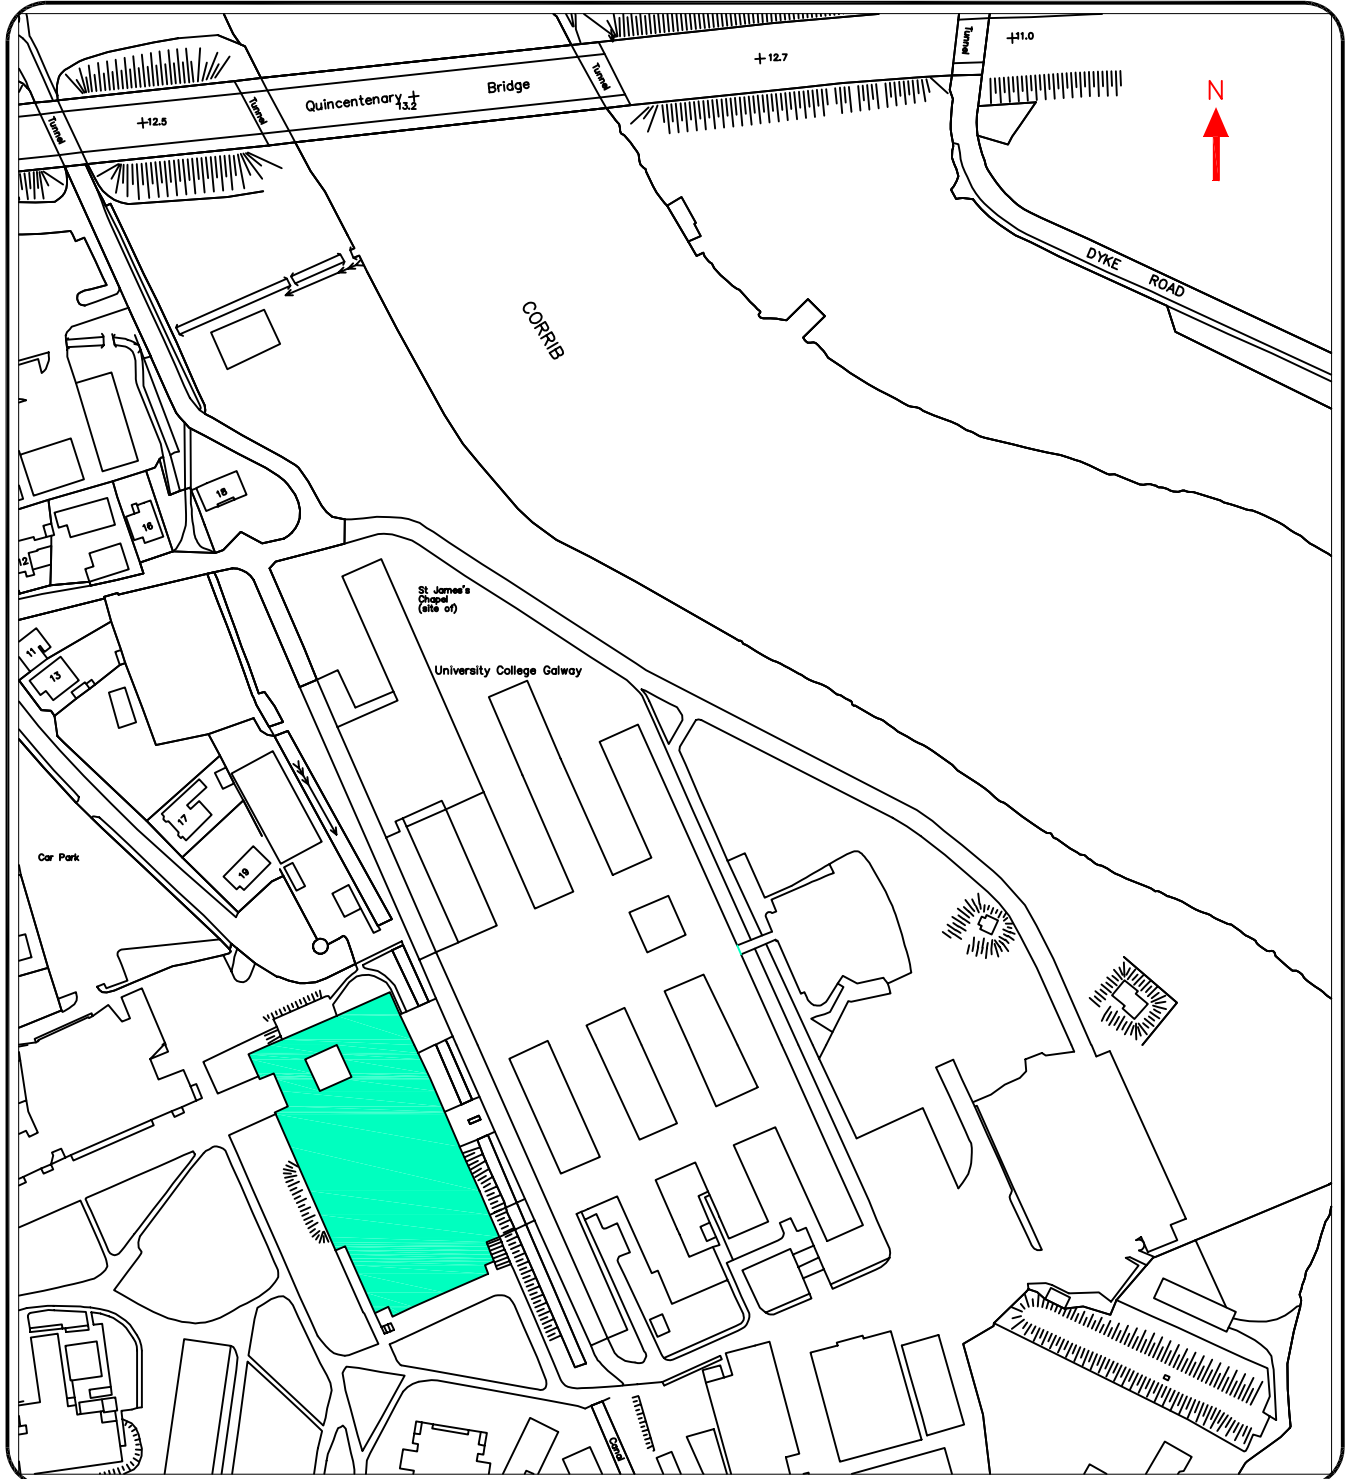 Tunnel
11.0
12.7
N
Tunnel
Bridge
Quincentenary
13.2
Tunnel
12.5
Tunnel
DYKE ROAD
CORRIB
18
16
12
St James's
Chapel
(site of)
11
13
University College Galway
17
19
Car Park
Canal